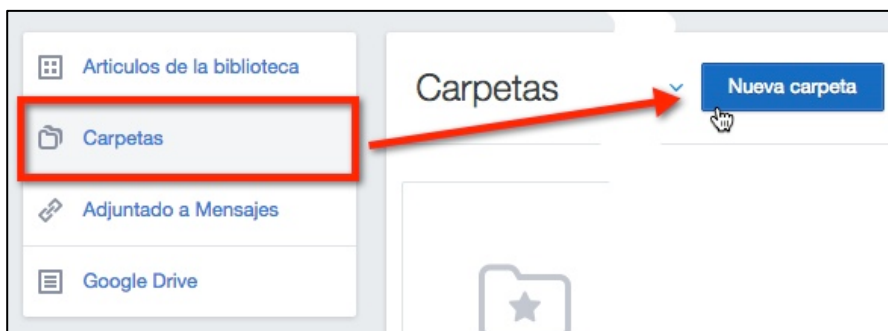 Articulos de la biblioteca
Carpetas
Adjuntado a Mensajes
Google Drive
Carpetas
Nueva carpeta